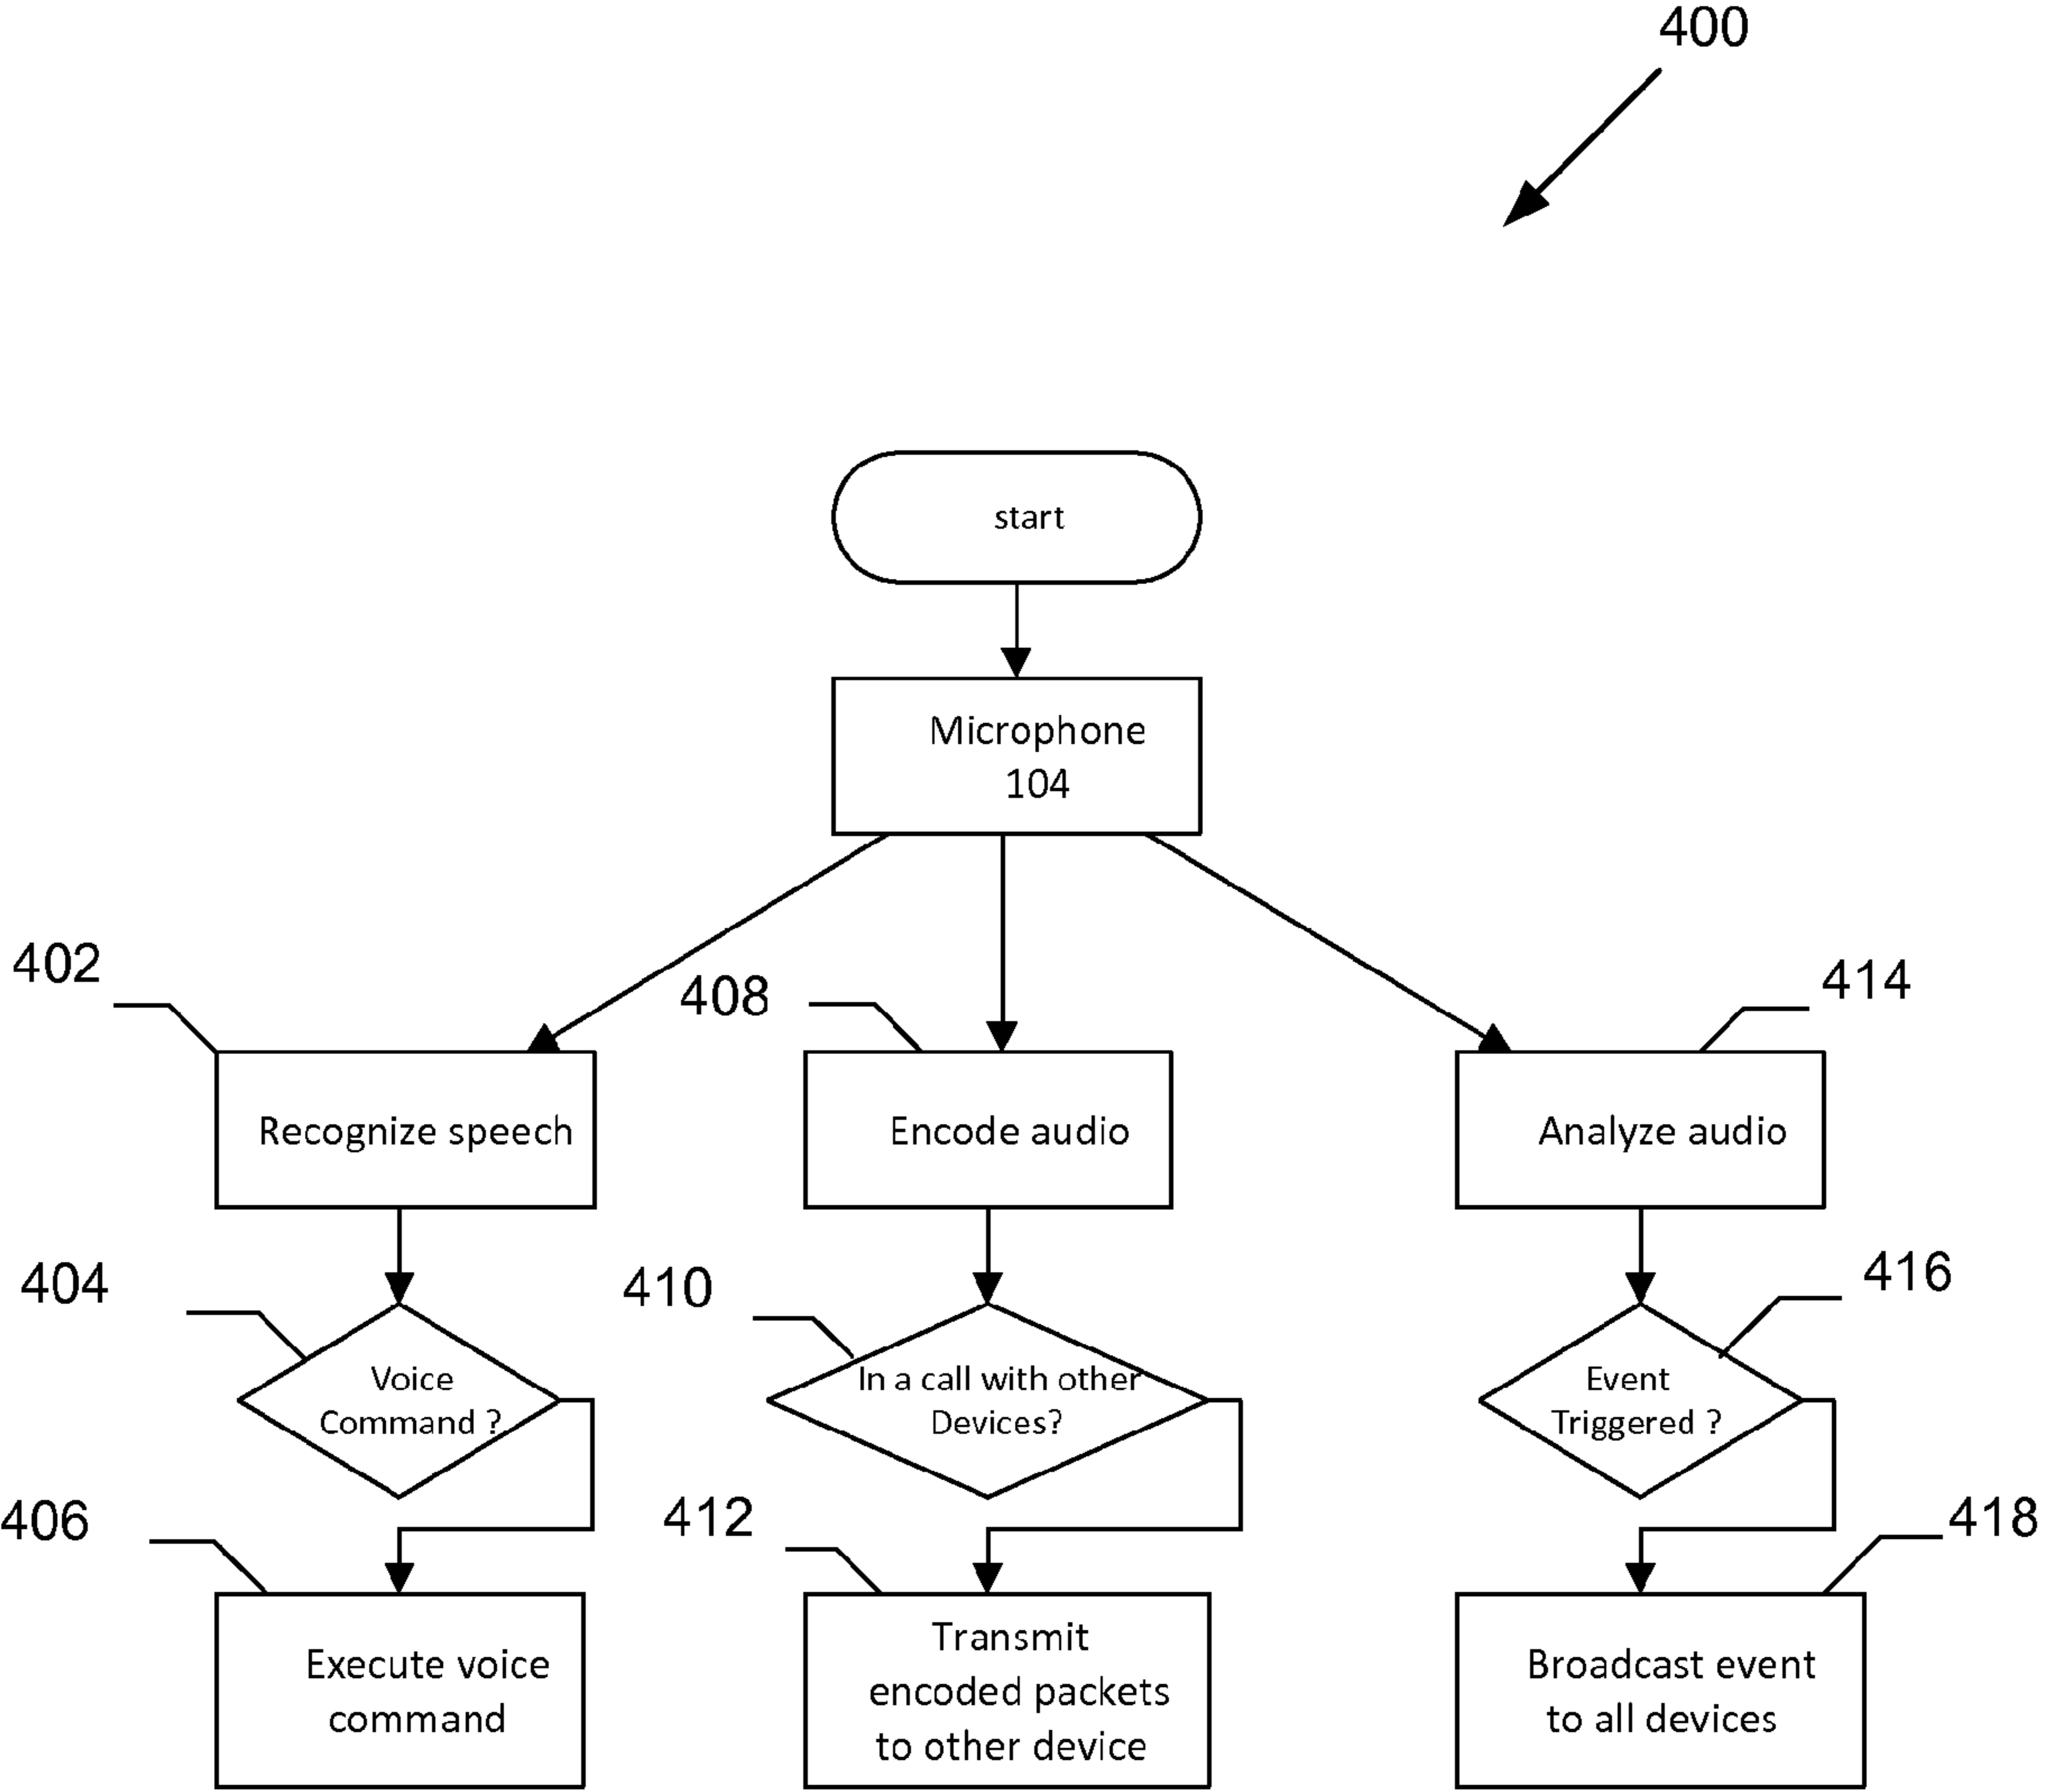 400
start
Microphone
104
402
408
414
Recognize speech
Encode audio
Analyze audio
404
410
416
Voice
Command ?
In a call with other
Devices?
Event
Triggered ?
406
412
418
Execute voice
command
Transmit
encoded packets
to other device
Broadcast event
to all devices